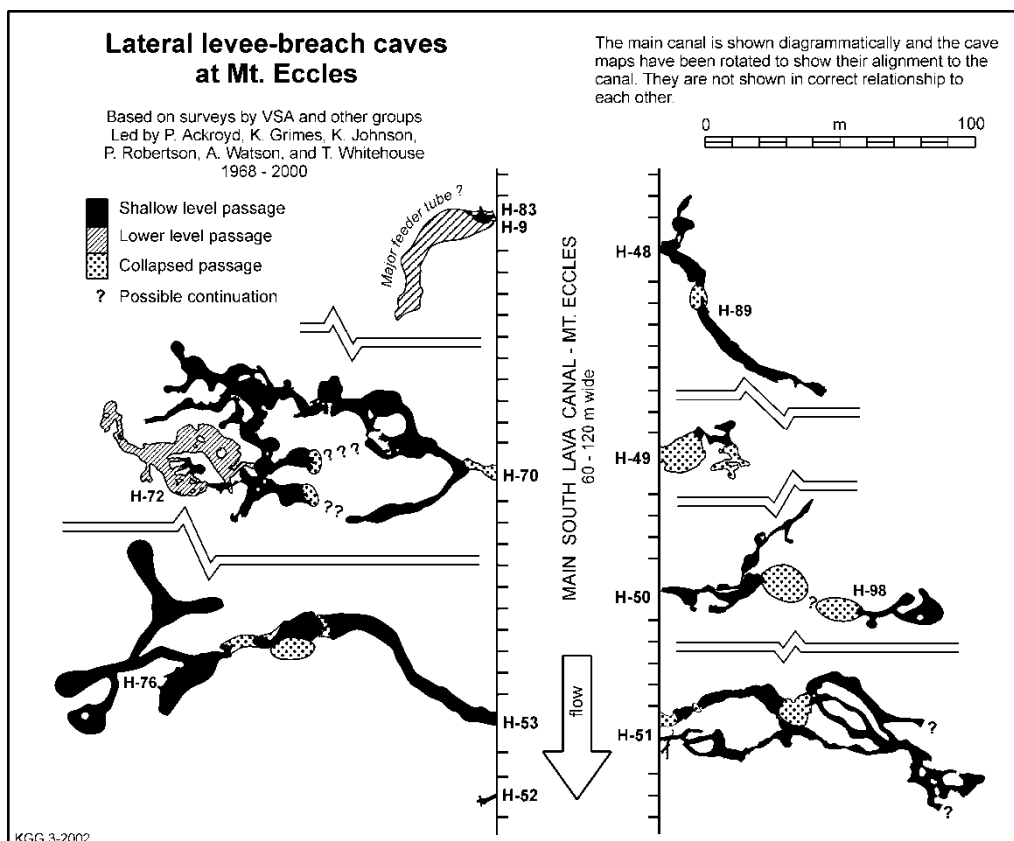 Lateral levee-breach caves
at Mt. Eccles
Based on surveys by VSA and other groups
Led by P. Ackroyd, K. Grimes, K. Johnson,
P. Robertson, A. Watson, and T. Whitehouse
1968 - 2000
Shallow level passage
Lower level passage
Collapsed passage
? Possible continuation
The main canal is shown diagrammatically and the cave
maps have been rotated to show their alignment to the
canal. They are not shown in correct relationship to
each other.
0 m 100
Major feeder tube ?
H-83
H-9
H-48
H-89
H-49
???
H-70
H-72
??
MAIN SOUTH LAVA CANAL - MT. ECCLES
60 - 120 m wide
H-50
?
H-98
H-76
H-53
flow
H-51
?
?
H-52
KGG 3-2002